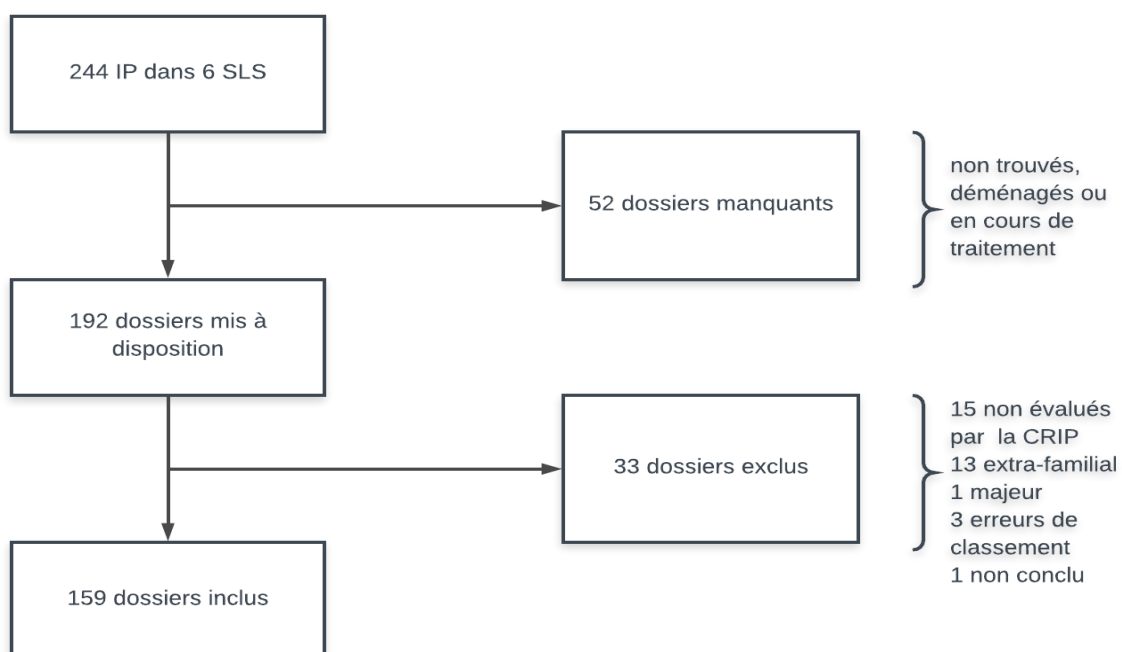 244 IP dans 6 SLS
52 dossiers manquants
non trouvés,
déménagés ou
en cours de
traitement
192 dossiers mis à
disposition
33 dossiers exclus
15 non évalués
par la CRIP
13 extra-familial
1 majeur
3 erreurs de
classement
1 non conclu
159 dossiers inclus